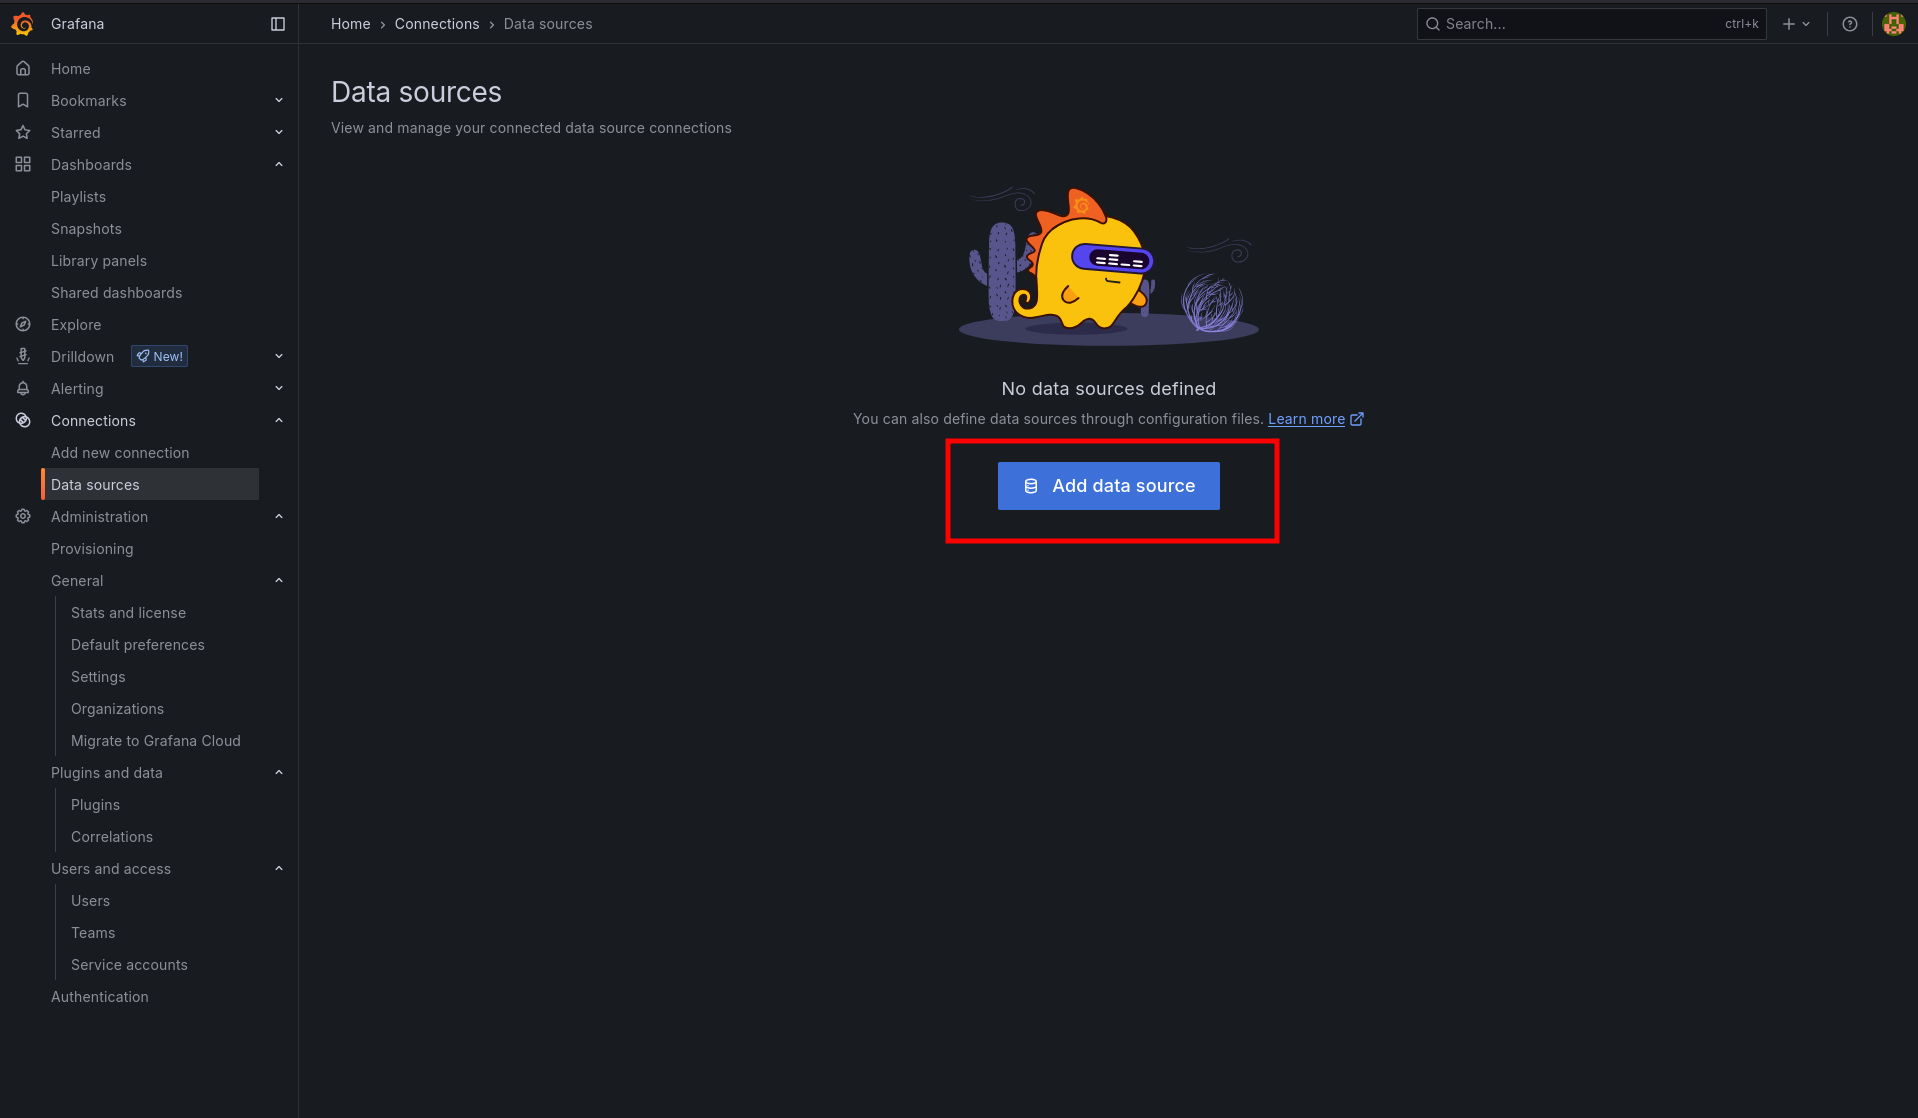 Grafana
Home › Connections › Data sources
Search... ctrl+k
Home
Bookmarks
Starred
Dashboards
Playlists
Snapshots
Library panels
Shared dashboards
Explore
Drilldown New!
Alerting
Connections
Add new connection
Data sources
Administration
Provisioning
General
Stats and license
Default preferences
Settings
Organizations
Migrate to Grafana Cloud
Plugins and data
Plugins
Correlations
Users and access
Users
Teams
Service accounts
Authentication
Data sources
View and manage your connected data source connections
No data sources defined
You can also define data sources through configuration files. Learn more
Add data source